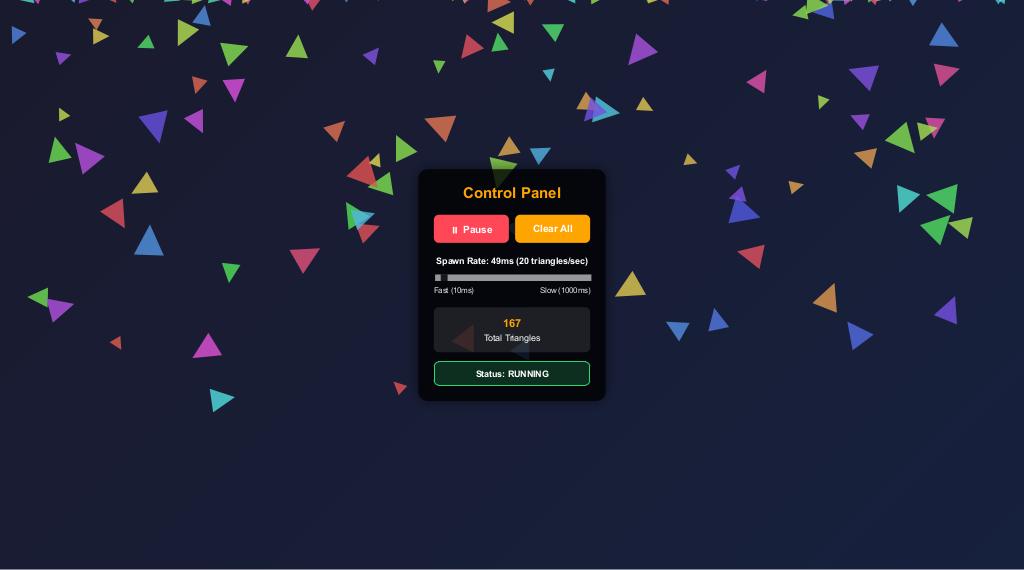 Control Panel
⏸ Pause
Clear All
Spawn Rate: 49ms (20 triangles/sec)
Fast (10ms)
Slow (1000ms)
167
Total Triangles
Status: RUNNING